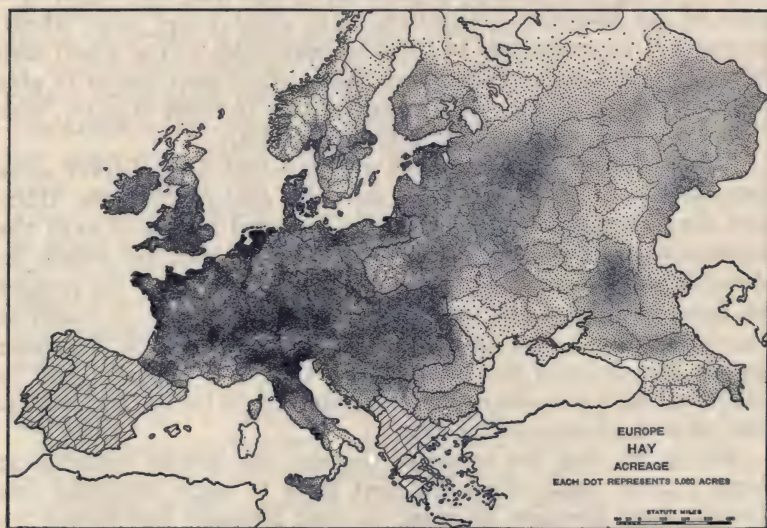 EUROPE
HAY
ACREAGE
EACH DOT REPRESENTS 5,000 ACRES
STATUTE MILES